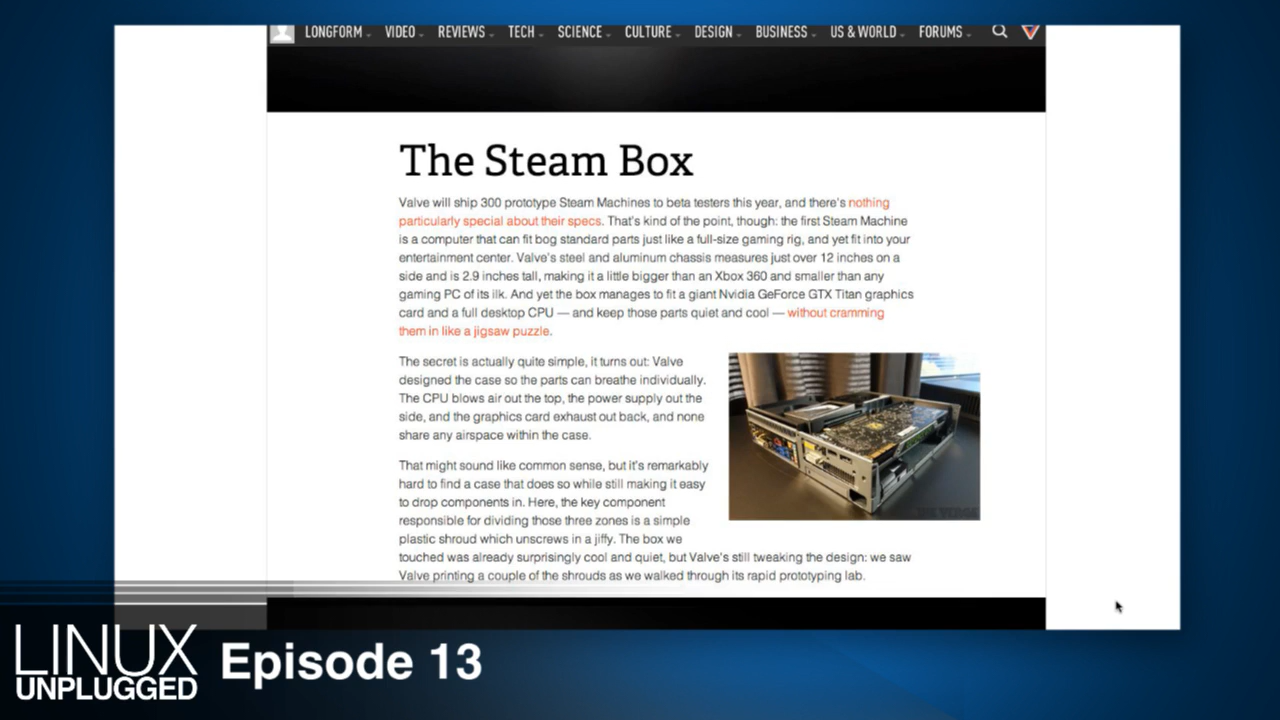 LONGFORM VIDEO REVIEWS TECH SCIENCE CULTURE DESIGN BUSINESS US & WORLD FORUMS
The Steam Box
Valve will ship 300 prototype Steam Machines to beta testers this year, and there's nothing
particularly special about their specs. That's kind of the point, though: the first Steam Machine
is a computer that can fit bog standard parts just like a full-size gaming rig, and yet fit into your
entertainment center. Valve's steel and aluminum chassis measures just over 12 inches on a
side and is 2.9 inches tall, making it a little bigger than an Xbox 360 and smaller than any
gaming PC of its ilk. And yet the box manages to fit a giant Nvidia GeForce GTX Titan graphics
card and a full desktop CPU — and keep those parts quiet and cool — without cramming
them in like a jigsaw puzzle.
The secret is actually quite simple, it turns out: Valve
designed the case so the parts can breathe individually.
The CPU blows air out the top, the power supply out the
side, and the graphics card exhaust out back, and none
share any airspace within the case.
That might sound like common sense, but it's remarkably
hard to find a case that does so while still making it easy
to drop components in. Here, the key component
responsible for dividing those three zones is a simple
plastic shroud which unscrews in a jiffy. The box we
touched was already surprisingly cool and quiet, but Valve's still tweaking the design: we saw
Valve printing a couple of the shrouds as we walked through its rapid prototyping lab.
THE VERGE
LINUX
UNPLUGGED
Episode 13